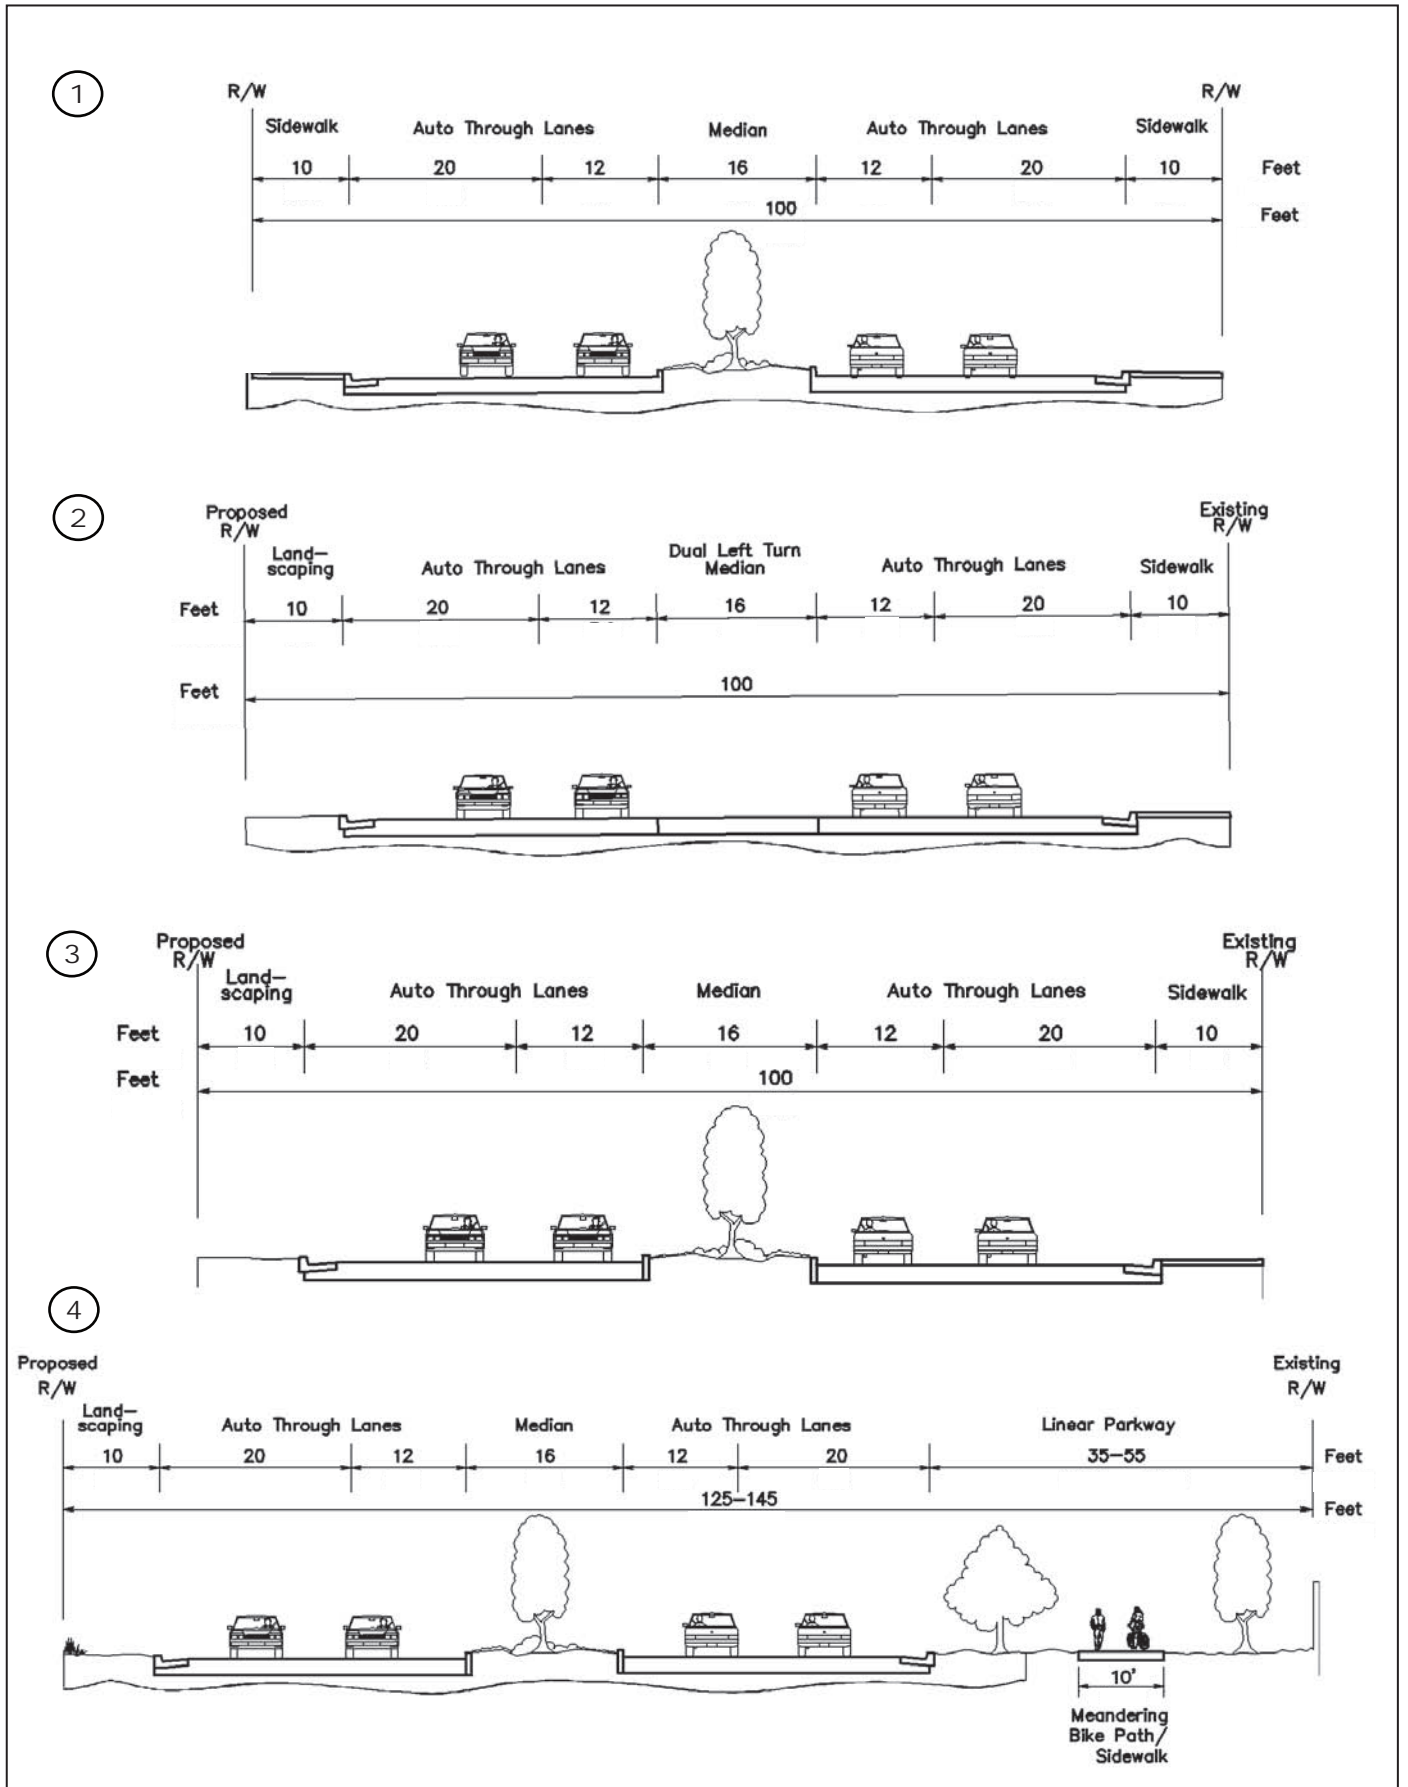 1
R/W R/W
Sidewalk Auto Through Lanes Median Auto Through Lanes Sidewalk
10 20 12 16 12 20 10 Feet
100 Feet
2
Proposed Existing
R/W R/W
Land-
scaping Auto Through Lanes Dual Left Turn
Median Auto Through Lanes Sidewalk
Feet 10 20 12 16 12 20 10
Feet 100
3
Proposed Existing
R/W R/W
Land-
scaping Auto Through Lanes Median Auto Through Lanes Sidewalk
Feet 10 20 12 16 12 20 10
Feet 100
4
Proposed Existing
R/W R/W
Land-
scaping Auto Through Lanes Median Auto Through Lanes Linear Parkway
10 20 12 16 12 20 35-55 Feet
125-145 Feet
10'
Meandering
Bike Path/
Sidewalk